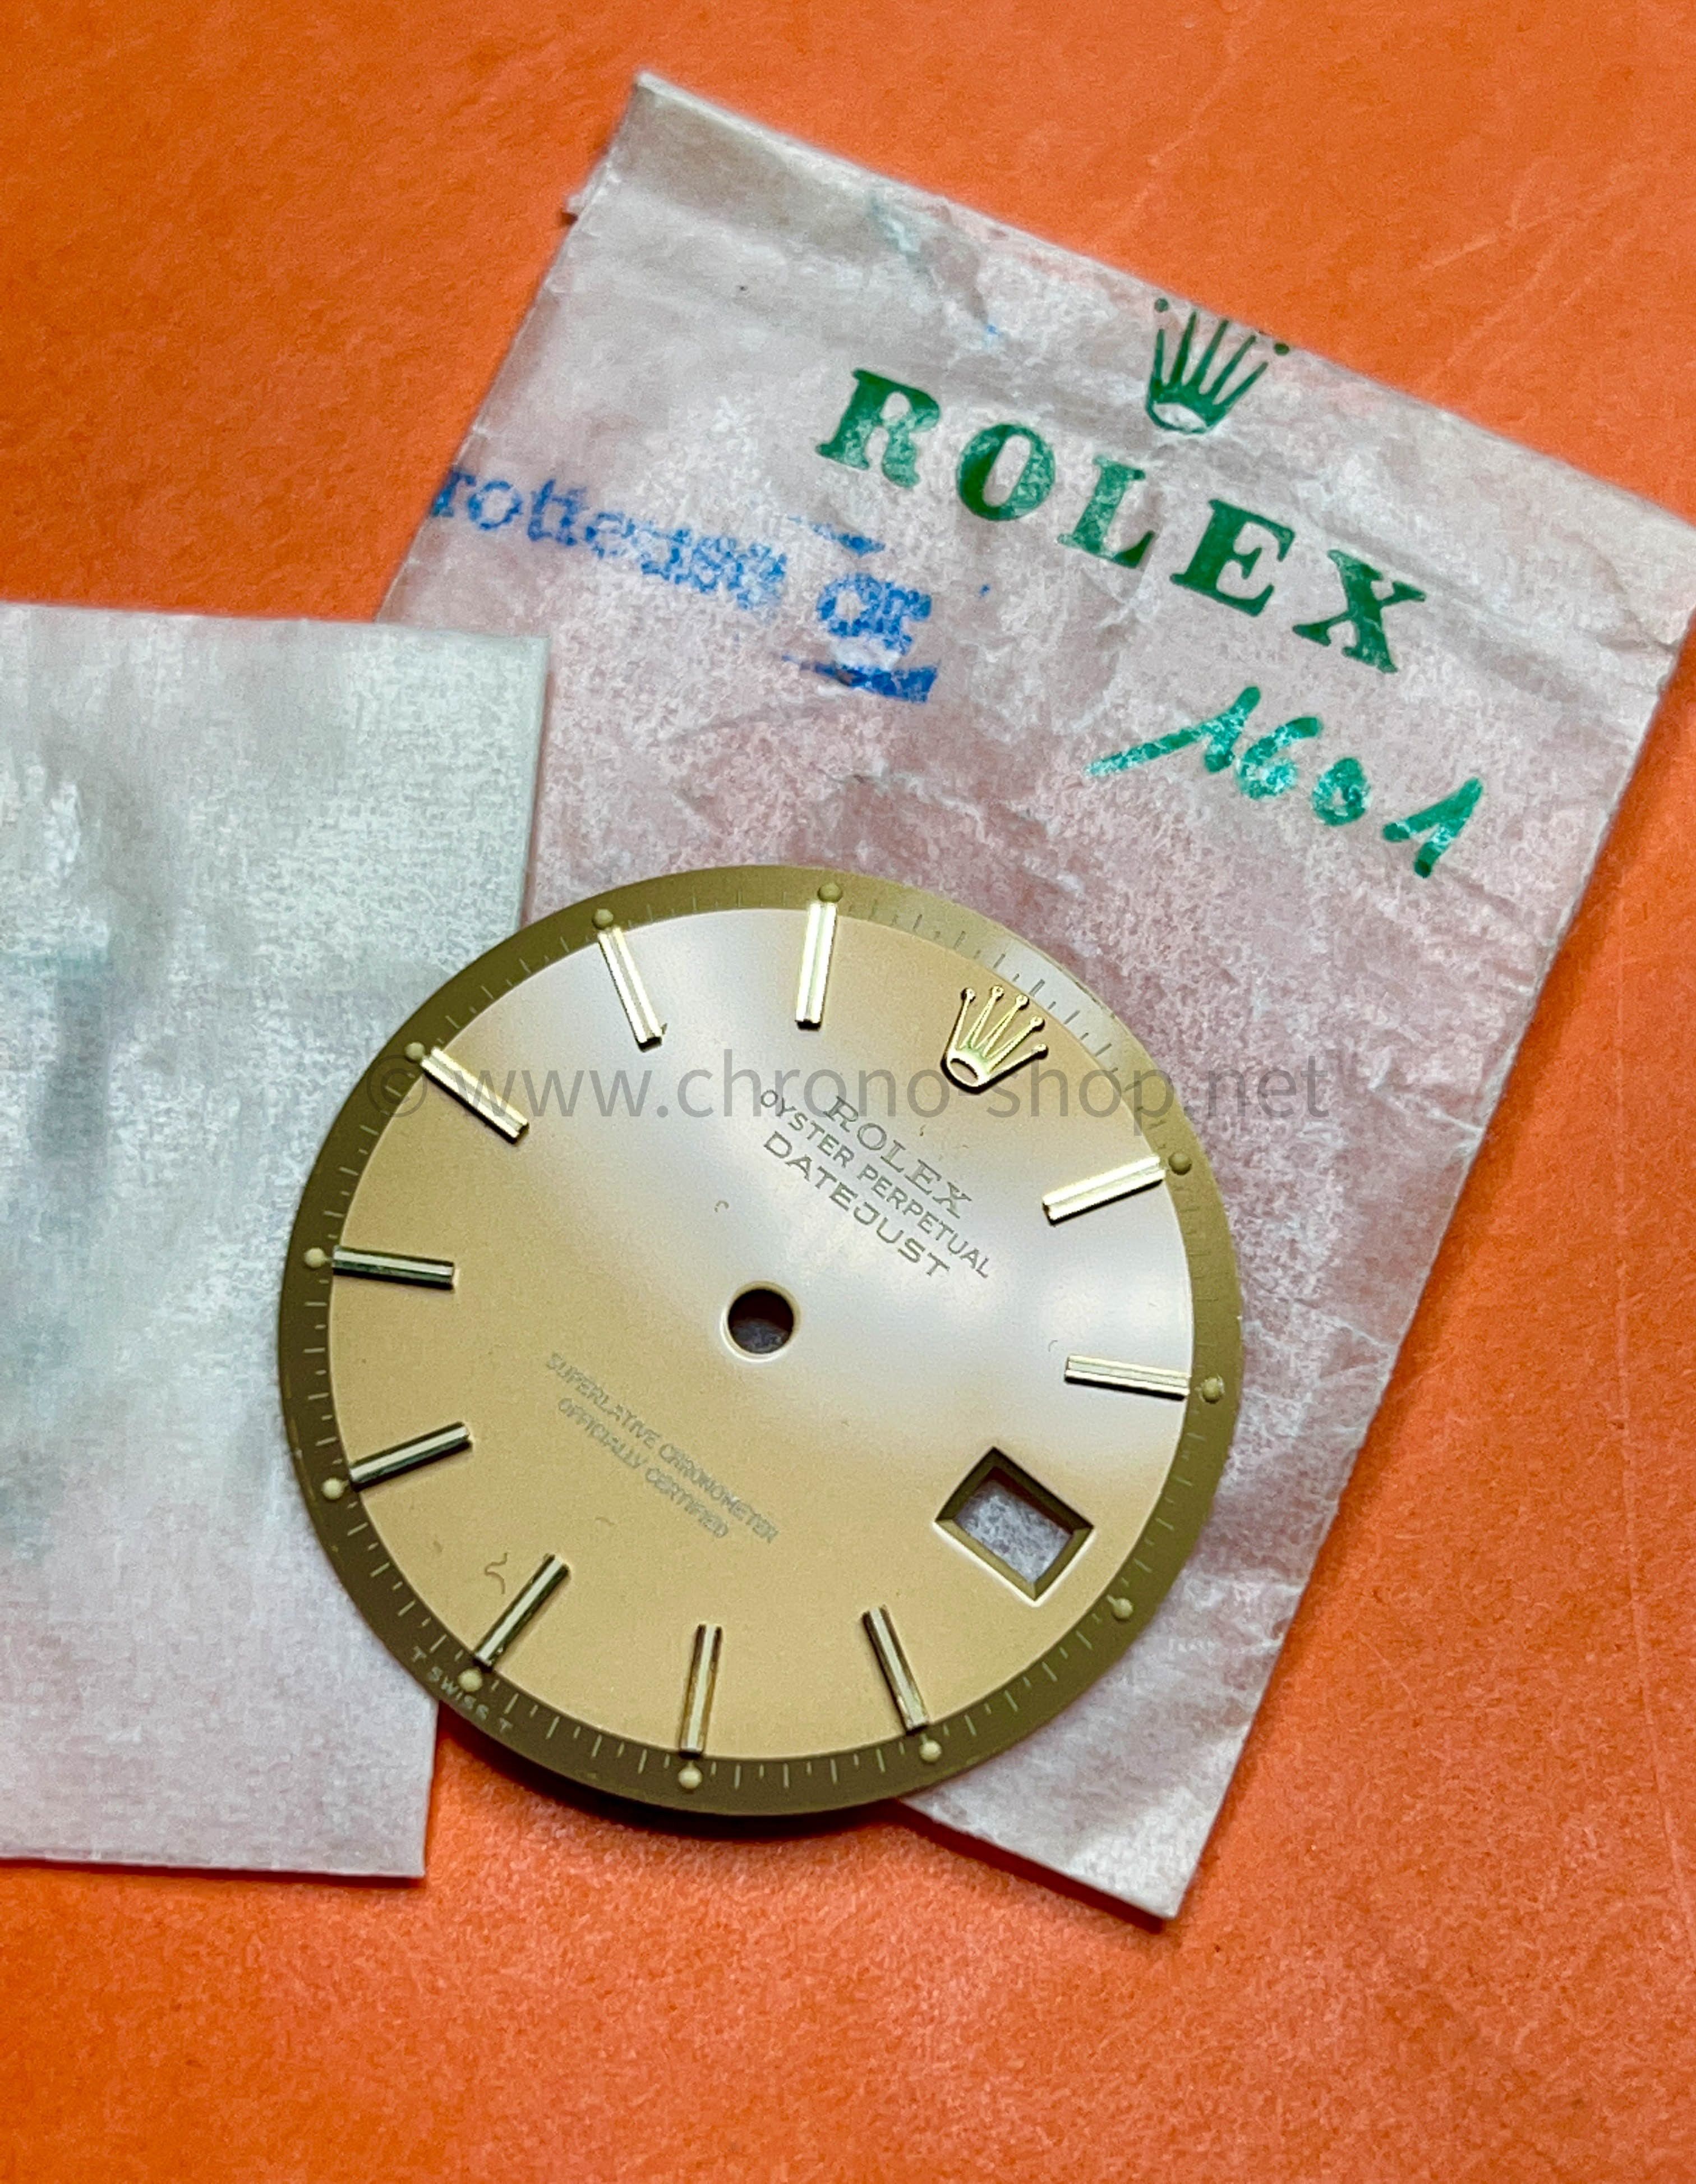 ROLEX
1601
© www.chrono-shop.net
ROLEX
OYSTER PERPETUAL
DATEJUST
SUPERLATIVE CHRONOMETER
OFFICIALLY CERTIFIED
T SWISS T